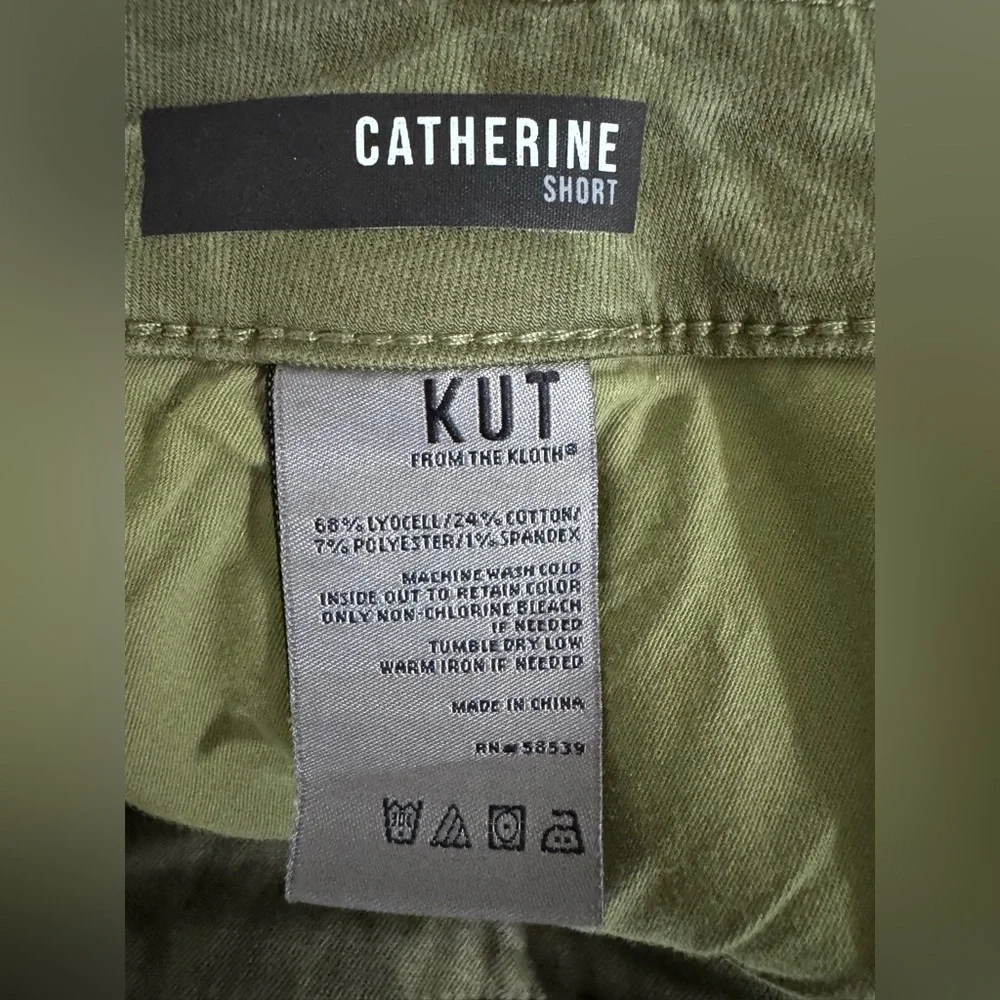 CATHERINE
SHORT
KUT
FROM THE KLOTH®
68% LYOCELL/24% COTTON/
7% POLYESTER/1% SPANDEX
MACHINE WASH COLD
INSIDE OUT TO RETAIN COLOR
ONLY NON-CHLORINE BLEACH
IF NEEDED
TUMBLE DRY LOW
WARM IRON IF NEEDED
MADE IN CHINA
RN# 58539
30C